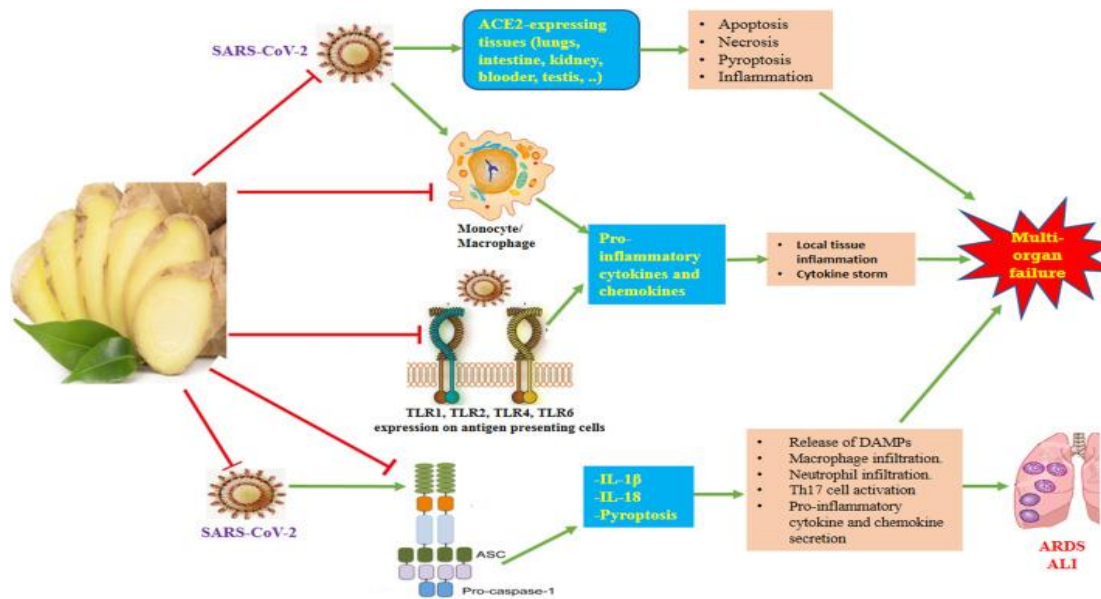 SARS-CoV-2
ACE2-expressing
tissues (lungs,
intestine, kidney,
blooder, testis, ..)
• Apoptosis
• Necrosis
• Pyroptosis
• Inflammation
Monocyte/
Macrophage
Pro-
inflammatory
cytokines and
chemokines
• Local tissue
inflammation
• Cytokine storm
Multi-
organ
failure
TLR1, TLR2, TLR4, TLR6
expression on antigen presenting cells
SARS-CoV-2
ASC
Pro-caspase-1
-IL-1β
-IL-18
-Pyroptosis
• Release of DAMPs
• Macrophage infiltration.
• Neutrophil infiltration.
• Th17 cell activation
• Pro-inflammatory
cytokine and chemokine
secretion
ARDS
ALI